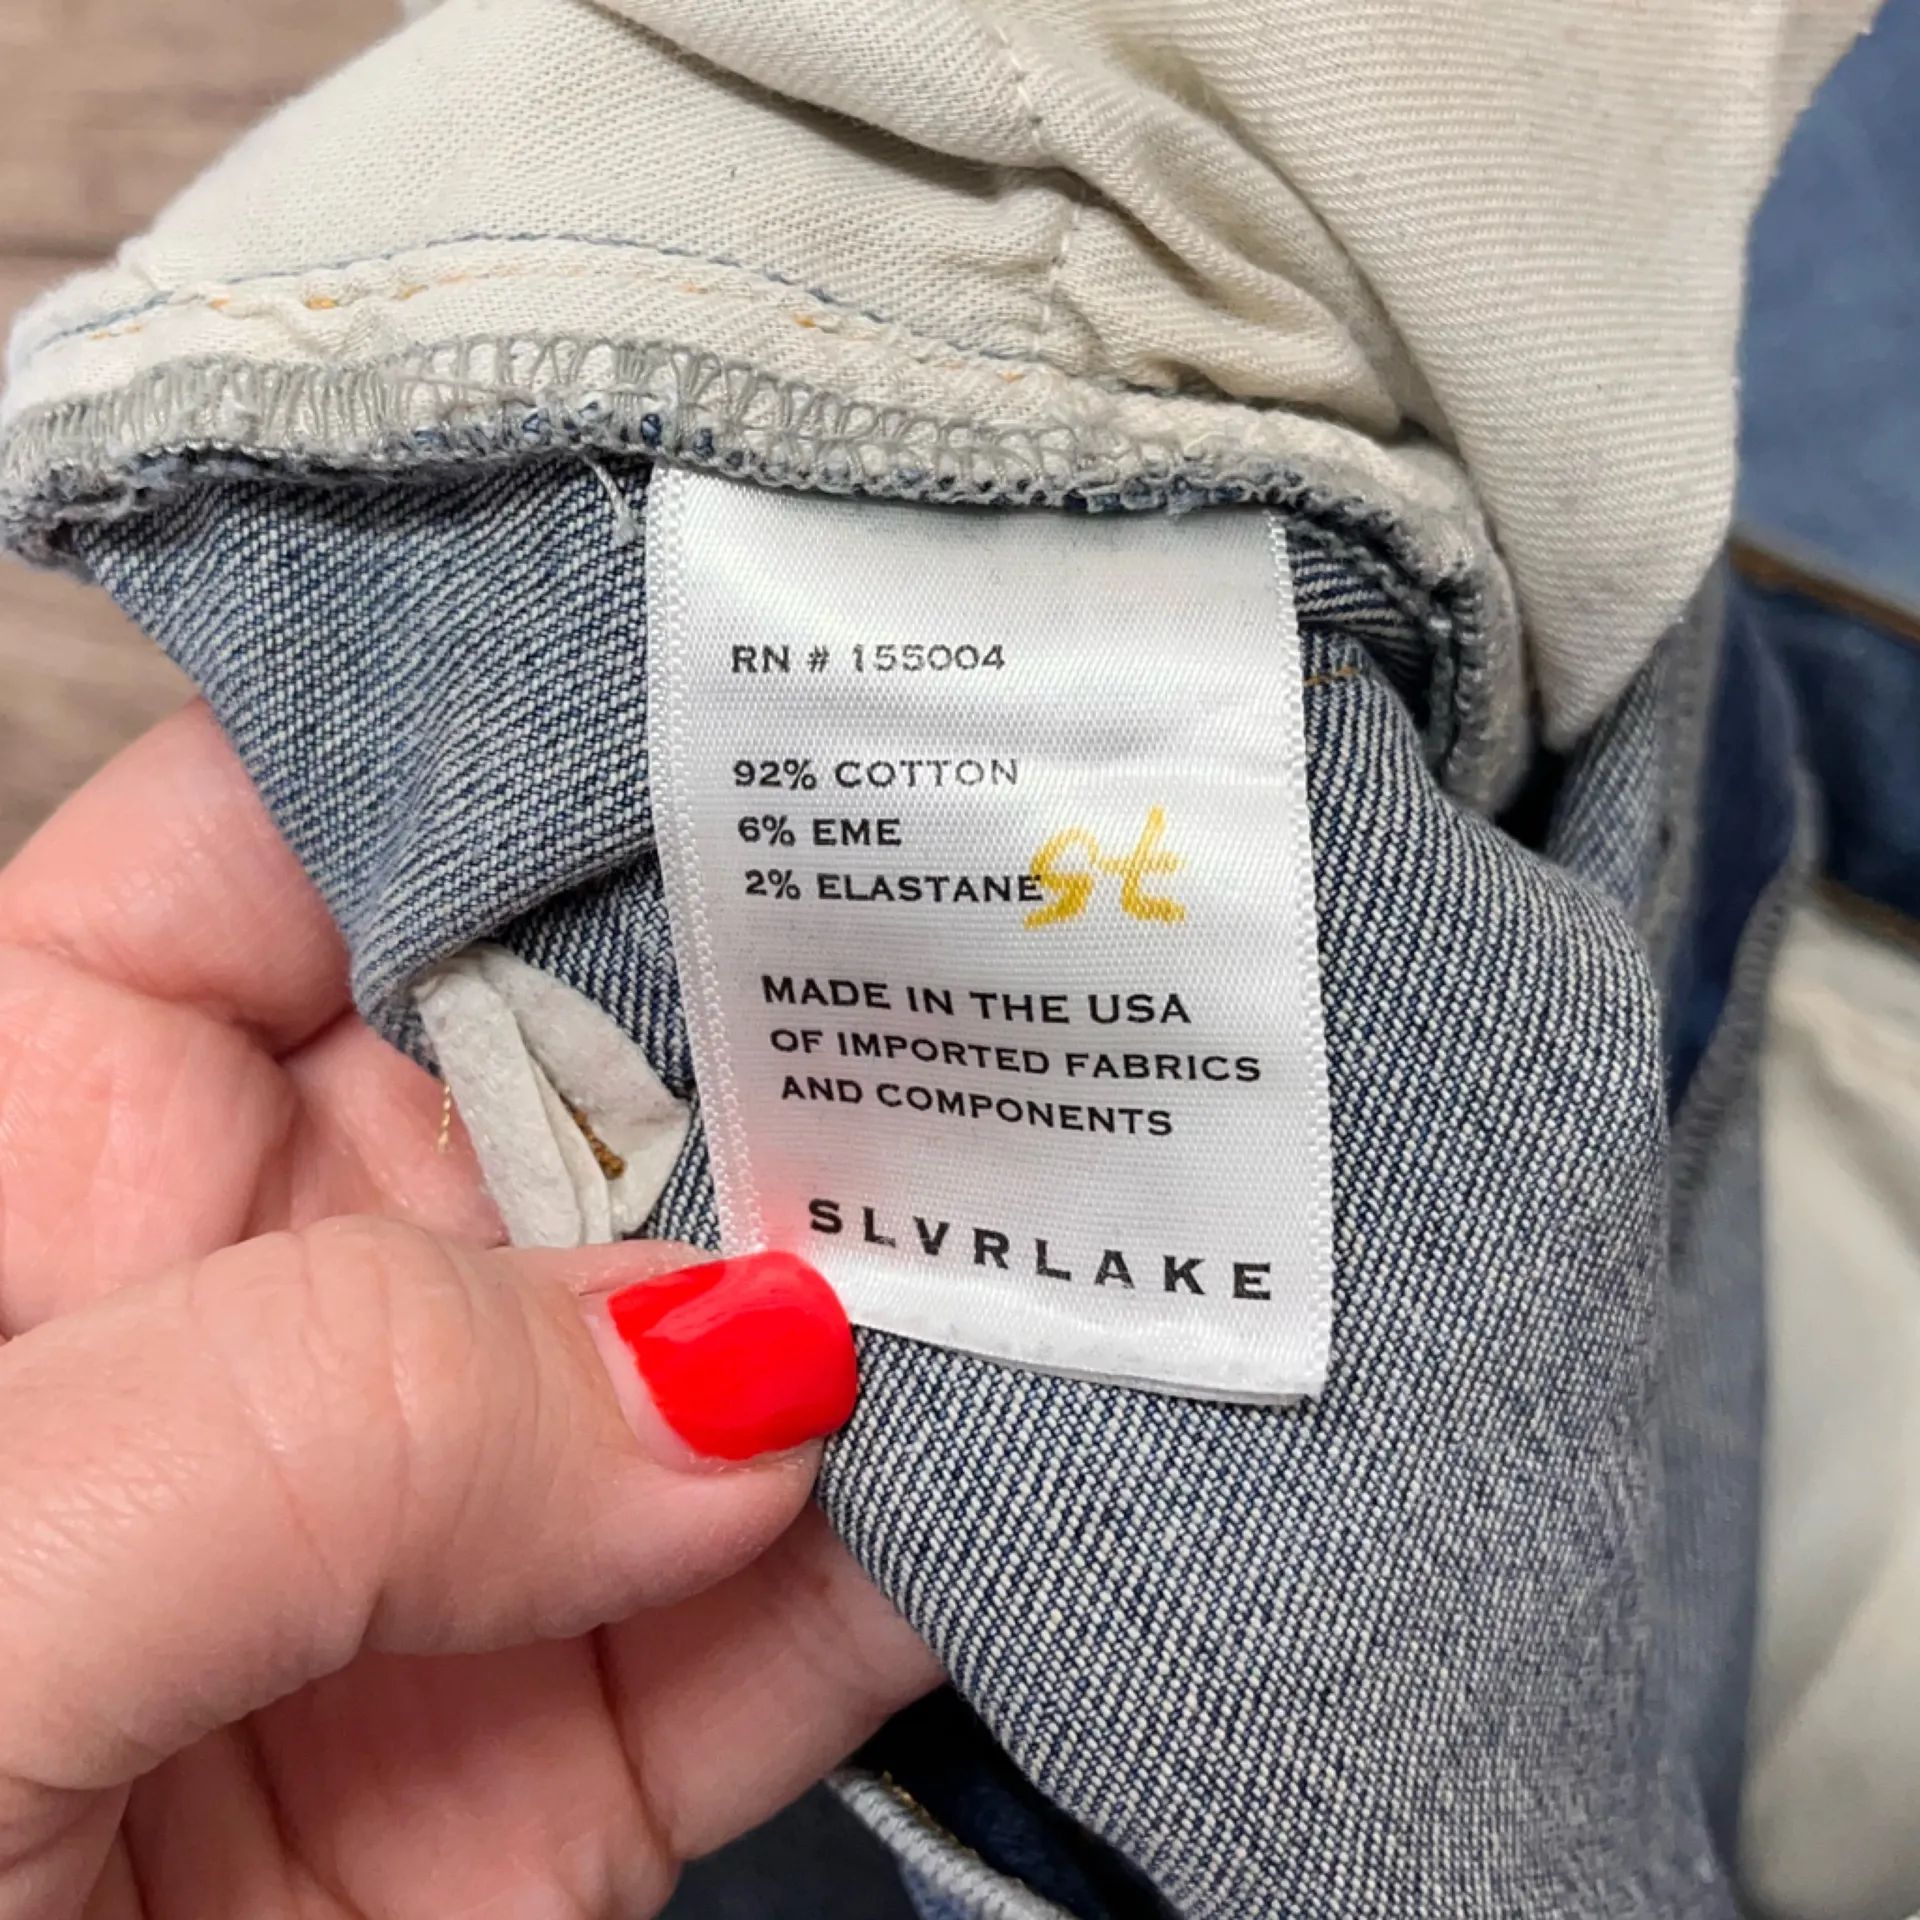 RN # 155004
92% COTTON
6% EME
2% ELASTANE
st
MADE IN THE USA
OF IMPORTED FABRICS
AND COMPONENTS
SLVRLAKE